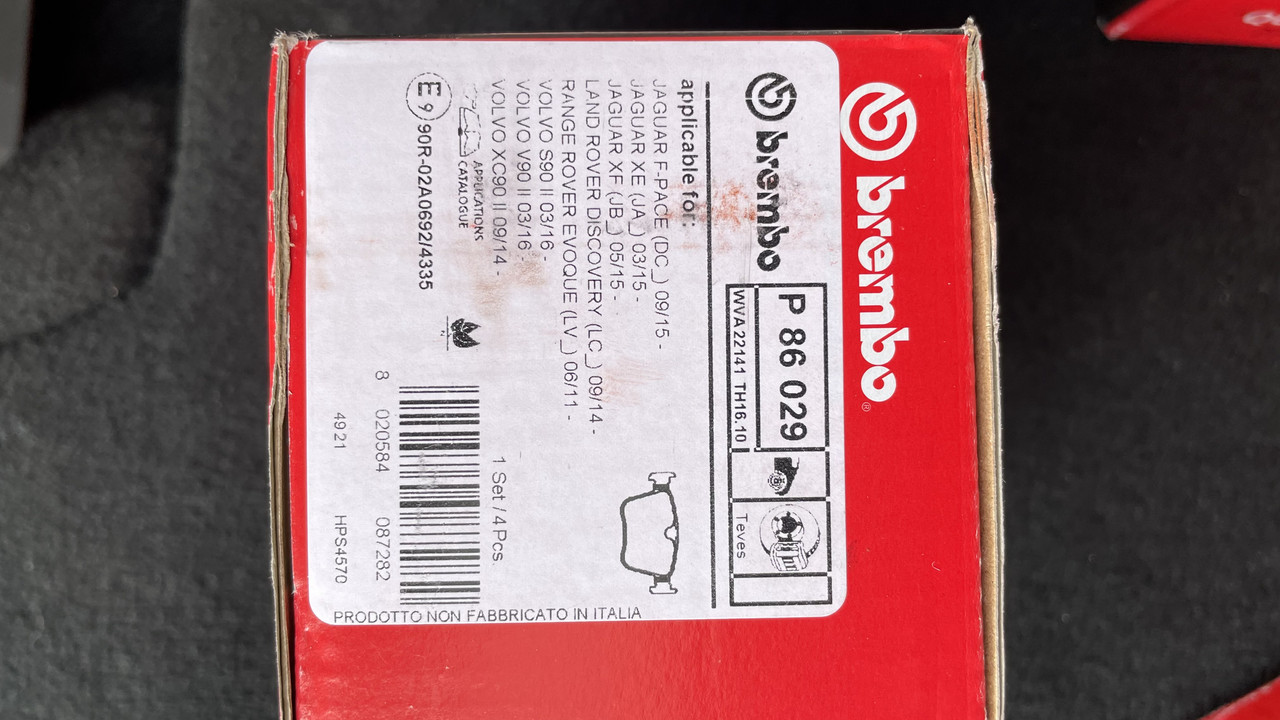 brembo
®
brembo
P 86 029
WVA 22141 TH16.10
Teves
applicable for:
JAGUAR F-PACE (DC_) 09/15 -
JAGUAR XE (JA_) 03/15 -
JAGUAR XF (JB_) 05/15 -
LAND ROVER DISCOVERY (LC_) 09/14 -
RANGE ROVER EVOQUE (LV_) 06/11 -
VOLVO S90 II 03/16 -
VOLVO V90 II 03/16 -
VOLVO XC90 II 09/14 -
1 Set / 4 Pcs
APPLICATIONS
CATALOGUE
E9 90R-02A0692/4335
8 020584 087282
4921 HPS4570
PRODOTTO NON FABBRICATO IN ITALIA